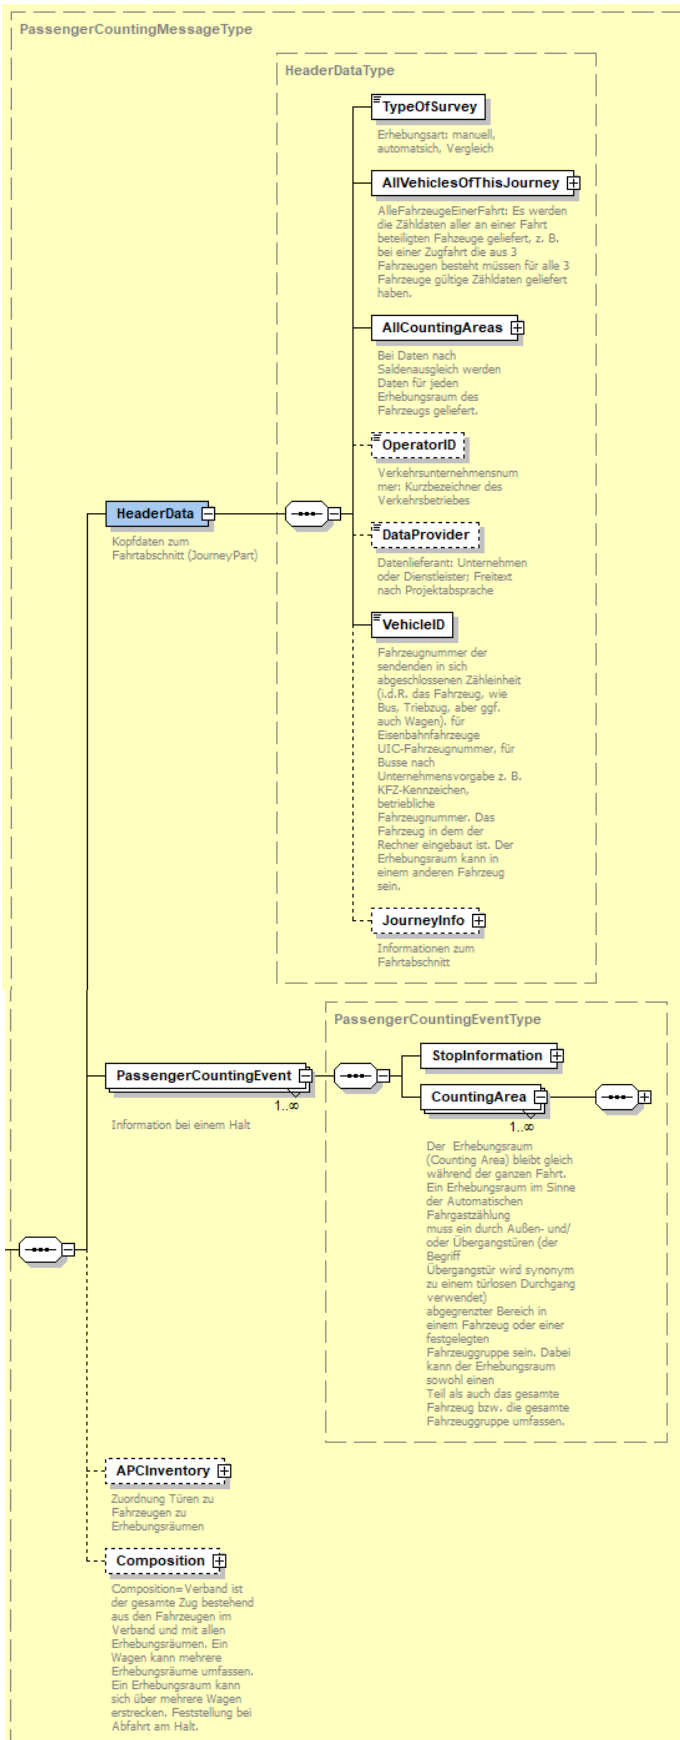 PassengerCountingMessageType
HeaderDataType
TypeOfSurvey
Erhebungsart: manuell,
automatsich, Vergleich
AllVehiclesOfThisJourney
AlleFahrzeugeEinerFahrt: Es werden
die Zähldaten aller an einer Fahrt
beteiligten Fahzeuge geliefert, z. B.
bei einer Zugfahrt die aus 3
Fahrzeugen besteht müssen für alle 3
Fahrzeuge gültige Zähldaten geliefert
haben.
AllCountingAreas
Bei Daten nach
Saldenausgleich werden
Daten für jeden
Erhebungsraum des
Fahrzeugs geliefert.
OperatorID
Verkehrsunternehmensnum
mer: Kurzbezeichner des
Verkehrsbetriebes
HeaderData
Kopfdaten zum
Fahrtabschnitt (JourneyPart)
DataProvider
Datenlieferant: Unternehmen
oder Dienstleister; Freitext
nach Projektabsprache
VehicleID
Fahrzeugnummer der
sendenden in sich
abgeschlossenen Zähleinheit
(i.d.R. das Fahrzeug, wie
Bus, Triebzug, aber ggf.
auch Wagen). für
Eisenbahnfahrzeuge
UIC-Fahrzeugnummer, für
Busse nach
Unternehmensvorgabe z. B.
KFZ-Kennzeichen,
betriebliche
Fahrzeugnummer. Das
Fahrzeug in dem der
Rechner eingebaut ist. Der
Erhebungsraum kann in
einem anderen Fahrzeug
sein.
JourneyInfo
Informationen zum
Fahrtabschnitt
PassengerCountingEventType
StopInformation
PassengerCountingEvent
1..∞
Information bei einem Halt
CountingArea
1..∞
Der Erhebungsraum
(Counting Area) bleibt gleich
während der ganzen Fahrt.
Ein Erhebungsraum im Sinne
der Automatischen
Fahrgastzählung
muss ein durch Außen- und/
oder Übergangstüren (der
Begriff
Übergangstür wird synonym
zu einem türlosen Durchgang
verwendet)
abgegrenzter Bereich in
einem Fahrzeug oder einer
festgelegten
Fahrzeuggruppe sein. Dabei
kann der Erhebungsraum
sowohl einen
Teil als auch das gesamte
Fahrzeug bzw. die gesamte
Fahrzeuggruppe umfassen.
APCInventory
Zuordnung Türen zu
Fahrzeugen zu
Erhebungsräumen
Composition
Composition=Verband ist
der gesamte Zug bestehend
aus den Fahrzeugen im
Verband und mit allen
Erhebungsräumen. Ein
Wagen kann mehrere
Erhebungsräume umfassen.
Ein Erhebungsraum kann
sich über mehrere Wagen
erstrecken. Feststellung bei
Abfahrt am Halt.